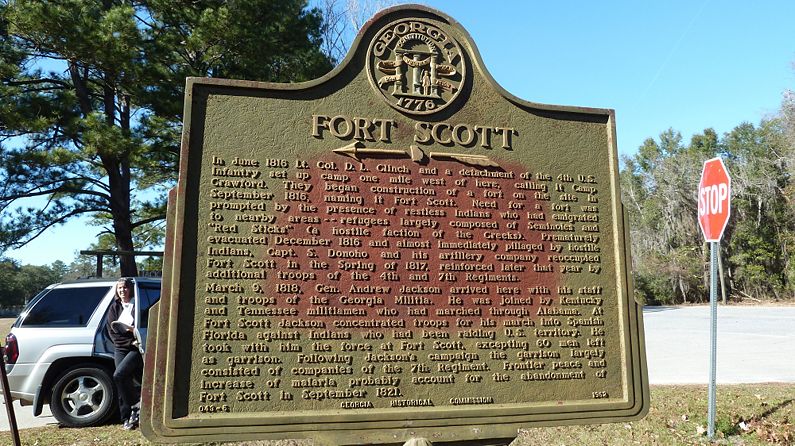 GEORGIA
CONSTITUTION
1776
FORT SCOTT
In June 1816 Lt. Col. D. L. Clinch and a detachment of the 4th U.S.
Infantry set up camp one mile west of here, calling it Camp
Crawford. They began construction of a fort on the site in
September 1816, naming it Fort Scott. Need for a fort was
prompted by the presence of restless Indians who had emigrated
to nearby areas -- refugees largely composed of Seminoles and
"Red Sticks" (a hostile faction of the Creeks). Prematurely
evacuated December 1816 and almost immediately pillaged by hostile
Indians, Capt. S. Donoho and his artillery company reoccupied
Fort Scott in the Spring of 1817, reinforced later that year by
additional troops of the 4th and 7th Regiments.
March 9, 1818, Gen. Andrew Jackson arrived here with his staff
and troops of the Georgia Militia. He was joined by Kentucky
and Tennessee militiamen who had marched through Alabama. At
Fort Scott Jackson concentrated troops for his march into Spanish
Florida against Indians who had been raiding U.S. territory. He
took with him the force at Fort Scott, excepting 60 men left
as garrison. Following Jackson's campaign the garrison largely
consisted of companies of the 7th Regiment. Frontier peace and
increase of malaria probably account for the abandonment of
Fort Scott in September 1821.
043-6 GEORGIA HISTORICAL COMMISSION 1962
STOP